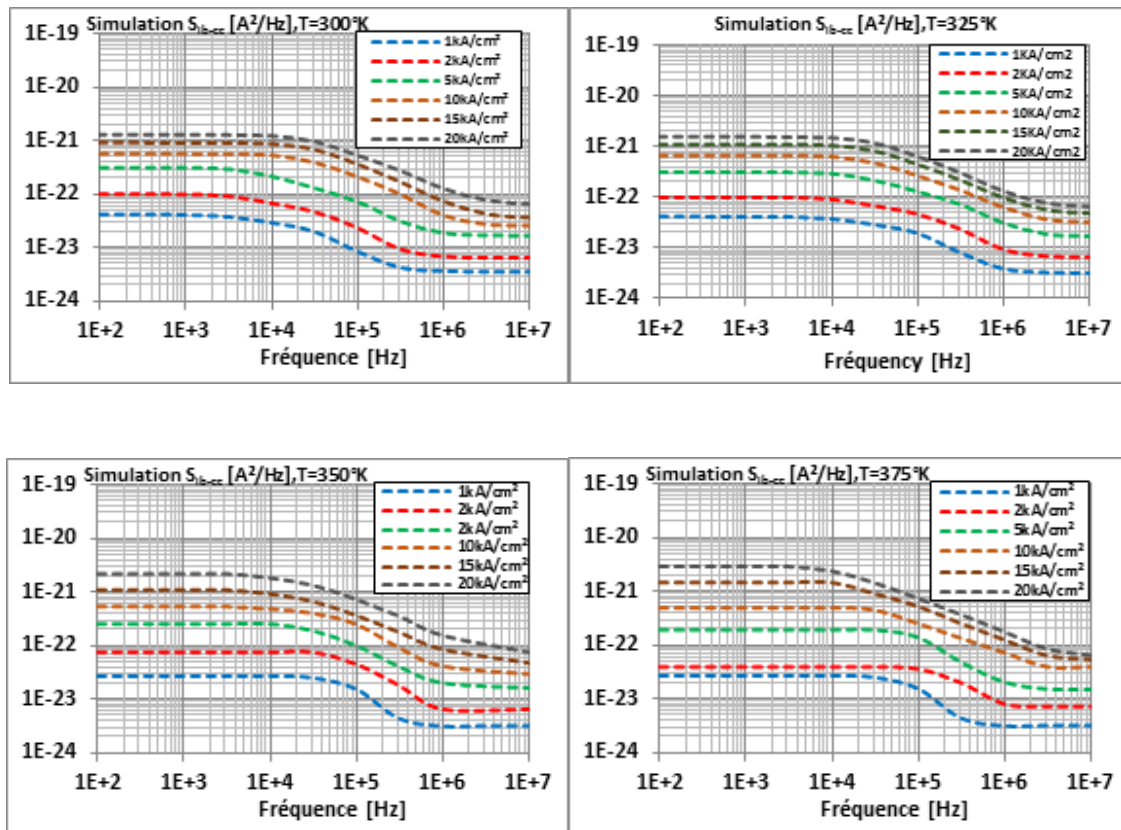 Simulation S_Ib-cc [A²/Hz],T=300°K
1E-19
1E-20
1E-21
1E-22
1E-23
1E-24
1kA/cm²
2kA/cm²
5kA/cm²
10kA/cm²
15kA/cm²
20kA/cm²
1E+2 1E+3 1E+4 1E+5 1E+6 1E+7
Fréquence [Hz]
Simulation S_Ib-cc [A²/Hz],T=325°K
1E-19
1E-20
1E-21
1E-22
1E-23
1E-24
1KA/cm2
2KA/cm2
5KA/cm2
10KA/cm2
15KA/cm2
20KA/cm2
1E+2 1E+3 1E+4 1E+5 1E+6 1E+7
Fréquency [Hz]
Simulation S_Ib-cc [A²/Hz],T=350°K
1E-19
1E-20
1E-21
1E-22
1E-23
1E-24
1kA/cm²
2kA/cm²
2kA/cm²
10kA/cm²
15kA/cm²
20kA/cm²
1E+2 1E+3 1E+4 1E+5 1E+6 1E+7
Fréquence [Hz]
Simulation S_Ib-cc [A²/Hz],T=375°K
1E-19
1E-20
1E-21
1E-22
1E-23
1E-24
1kA/cm²
2kA/cm²
5kA/cm²
10kA/cm²
15kA/cm²
20kA/cm²
1E+2 1E+3 1E+4 1E+5 1E+6 1E+7
Fréquence [Hz]